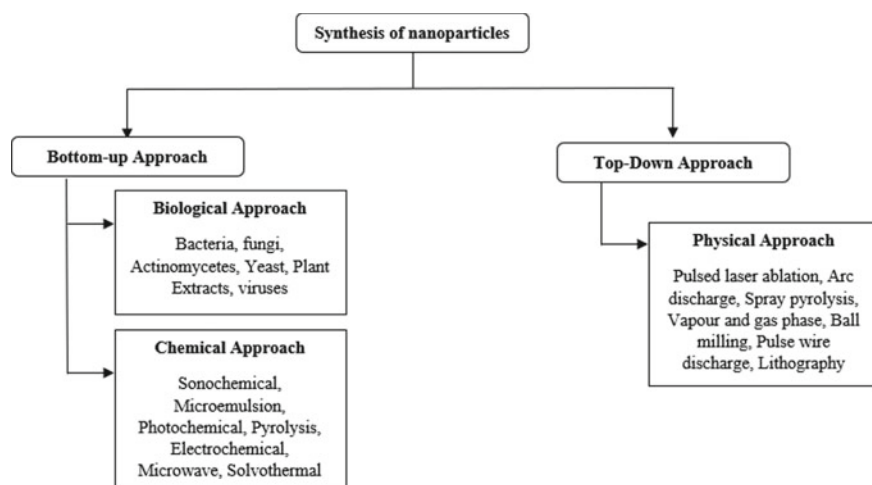 Synthesis of nanoparticles
Bottom-up Approach
Biological Approach
Bacteria, fungi,
Actinomycetes, Yeast, Plant
Extracts, viruses
Chemical Approach
Sonochemical,
Microemulsion,
Photochemical, Pyrolysis,
Electrochemical,
Microwave, Solvothermal
Top-Down Approach
Physical Approach
Pulsed laser ablation, Arc
discharge, Spray pyrolysis,
Vapour and gas phase, Ball
milling, Pulse wire
discharge, Lithography